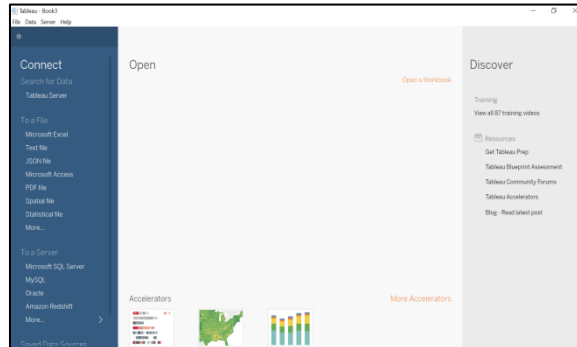 Tableau - Book3
File Data Server Help
Connect
Search for Data
Tableau Server
To a File
Microsoft Excel
Text file
JSON file
Microsoft Access
PDF file
Spatial file
Statistical file
More...
To a Server
Microsoft SQL Server
MySQL
Oracle
Amazon Redshift
More...
Saved Data Sources
Open
Open a Workbook
Accelerators
More Accelerators
Discover
Training
View all 87 training videos
Resources
Get Tableau Prep
Tableau Blueprint Assessment
Tableau Community Forums
Tableau Accelerators
Blog - Read latest post